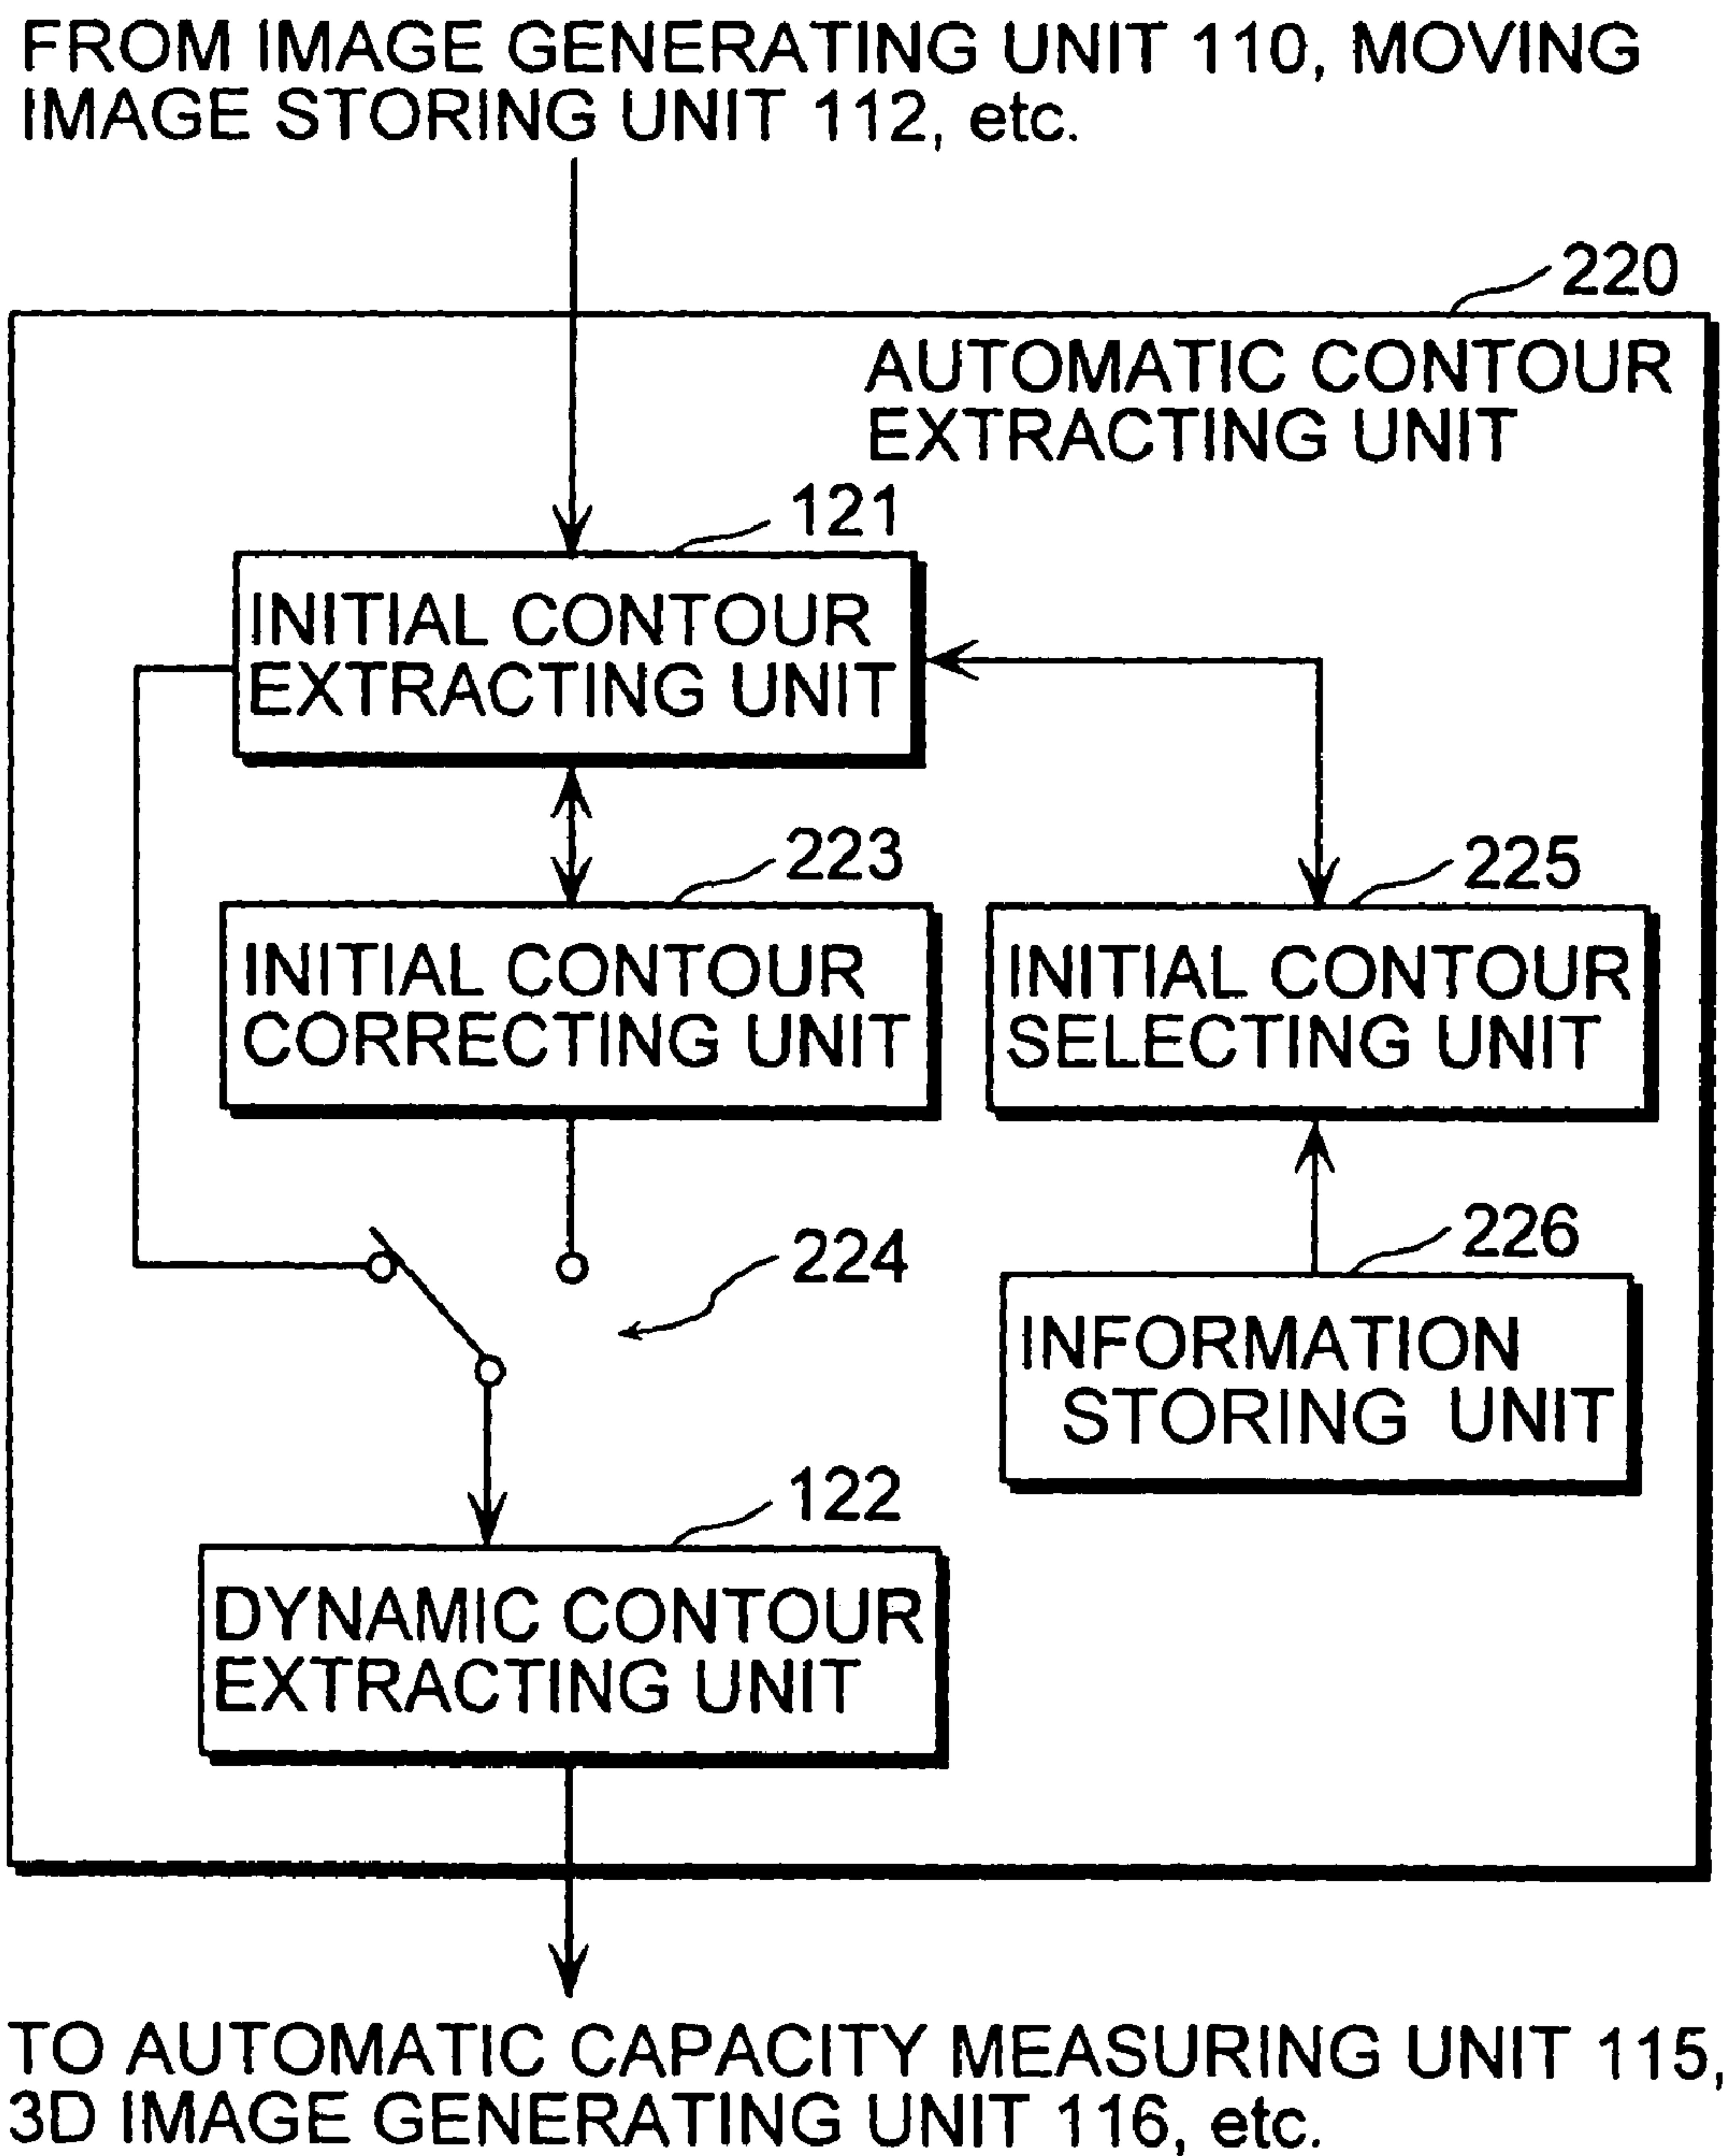 FROM IMAGE GENERATING UNIT 110, MOVING
IMAGE STORING UNIT 112, etc.
220
AUTOMATIC CONTOUR
EXTRACTING UNIT
121
INITIAL CONTOUR
EXTRACTING UNIT
223
INITIAL CONTOUR
CORRECTING UNIT
225
INITIAL CONTOUR
SELECTING UNIT
224
226
INFORMATION
STORING UNIT
122
DYNAMIC CONTOUR
EXTRACTING UNIT
TO AUTOMATIC CAPACITY MEASURING UNIT 115,
3D IMAGE GENERATING UNIT 116, etc.